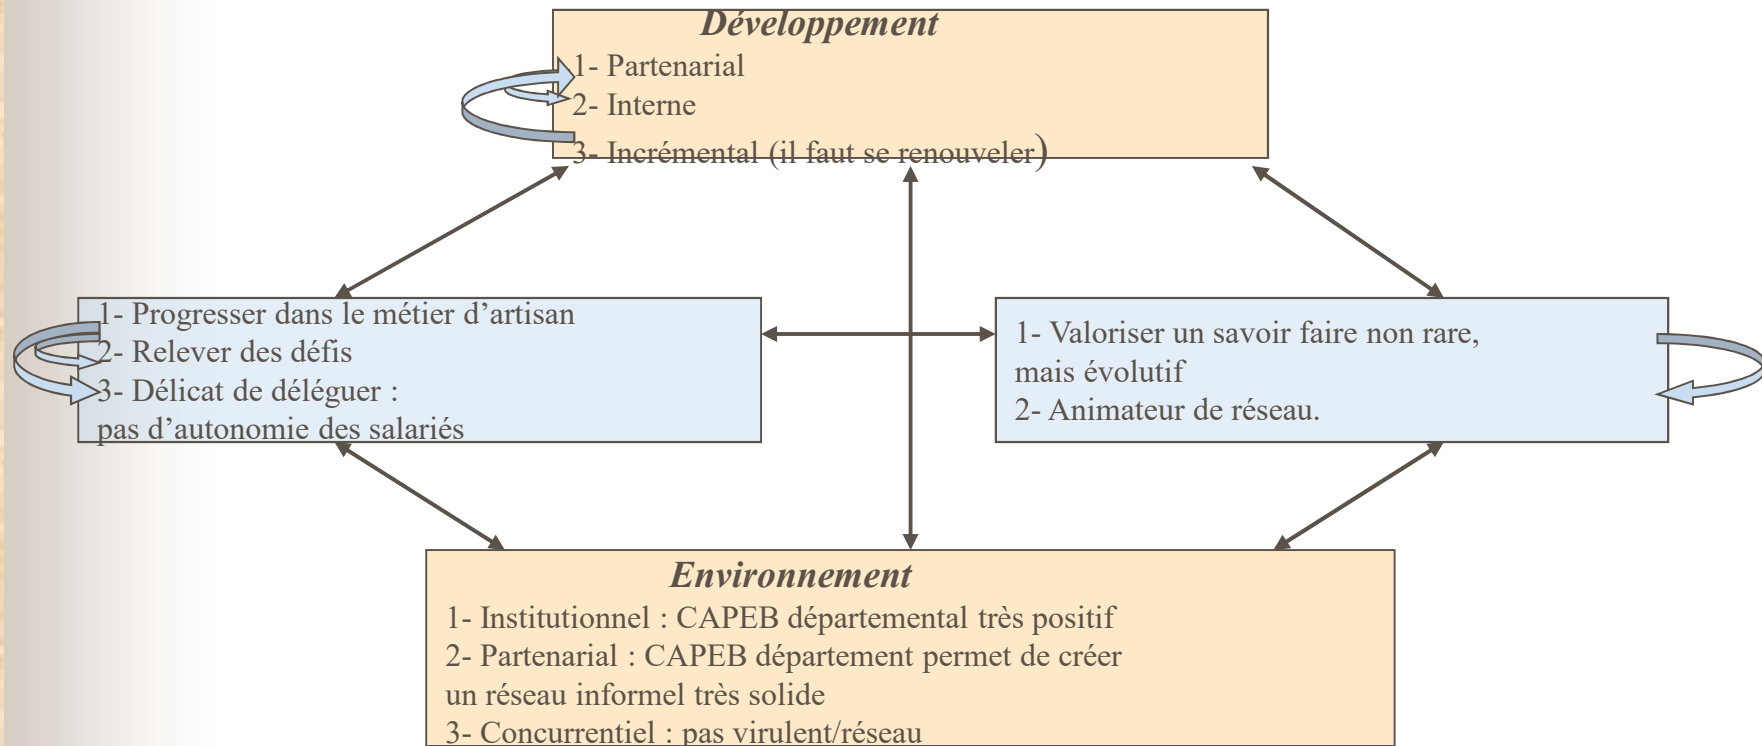 Développement
1- Partenarial
2- Interne
3- Incrémental (il faut se renouveler)
1- Progresser dans le métier d’artisan
2- Relever des défis
3- Délicat de déléguer :
pas d’autonomie des salariés
1- Valoriser un savoir faire non rare,
mais évolutif
2- Animateur de réseau.
Environnement
1- Institutionnel : CAPEB départemental très positif
2- Partenarial : CAPEB département permet de créer
un réseau informel très solide
3- Concurrentiel : pas virulent/réseau